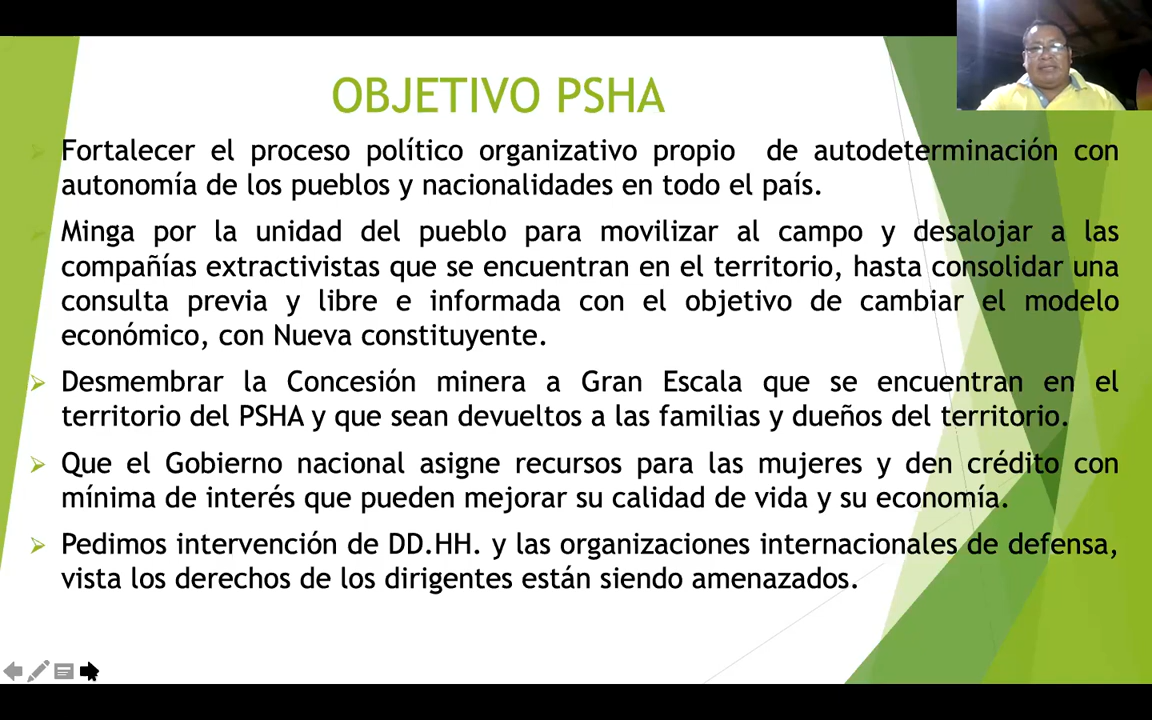 OBJETIVO PSHA
Fortalecer el proceso político organizativo propio de autodeterminación con
autonomía de los pueblos y nacionalidades en todo el país.
Minga por la unidad del pueblo para movilizar al campo y desalojar a las
compañías extractivistas que se encuentran en el territorio, hasta consolidar una
consulta previa y libre e informada con el objetivo de cambiar el modelo
económico, con Nueva constituyente.
Desmembrar la Concesión minera a Gran Escala que se encuentran en el
territorio del PSHA y que sean devueltos a las familias y dueños del territorio.
Que el Gobierno nacional asigne recursos para las mujeres y den crédito con
mínima de interés que pueden mejorar su calidad de vida y su economía.
Pedimos intervención de DD.HH. y las organizaciones internacionales de defensa,
vista los derechos de los dirigentes están siendo amenazados.